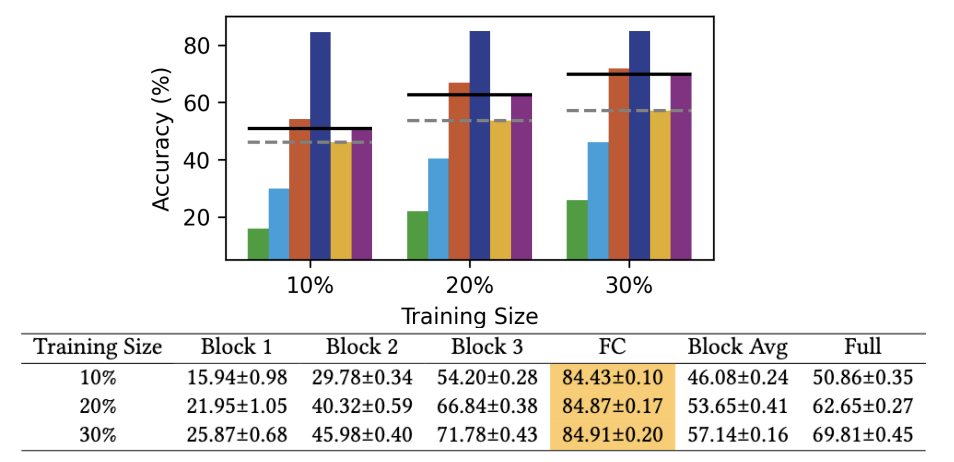 80
60
40
20
Accuracy (%)
10% 20% 30%
Training Size
Training Size Block 1 Block 2 Block 3 FC Block Avg Full
10% 15.94±0.98 29.78±0.34 54.20±0.28 84.43±0.10 46.08±0.24 50.86±0.35
20% 21.95±1.05 40.32±0.59 66.84±0.38 84.87±0.17 53.65±0.41 62.65±0.27
30% 25.87±0.68 45.98±0.40 71.78±0.43 84.91±0.20 57.14±0.16 69.81±0.45